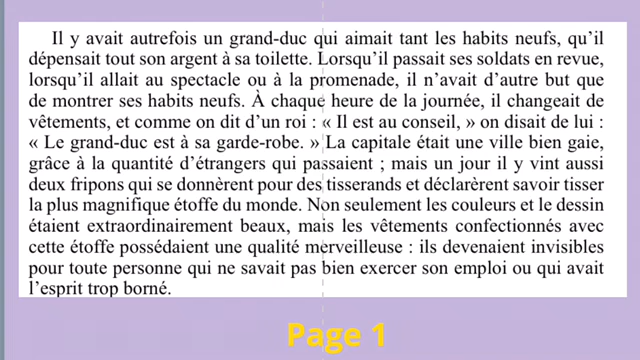 Il y avait autrefois un grand-duc qui aimait tant les habits neufs, qu’il
dépensait tout son argent à sa toilette. Lorsqu’il passait ses soldats en revue,
lorsqu’il allait au spectacle ou à la promenade, il n’avait d’autre but que
de montrer ses habits neufs. À chaque heure de la journée, il changeait de
vêtements, et comme on dit d’un roi : « Il est au conseil, » on disait de lui :
« Le grand-duc est à sa garde-robe. » La capitale était une ville bien gaie,
grâce à la quantité d’étrangers qui passaient ; mais un jour il y vint aussi
deux fripons qui se donnèrent pour des tisserands et déclarèrent savoir tisser
la plus magnifique étoffe du monde. Non seulement les couleurs et le dessin
étaient extraordinairement beaux, mais les vêtements confectionnés avec
cette étoffe possédaient une qualité merveilleuse : ils devenaient invisibles
pour toute personne qui ne savait pas bien exercer son emploi ou qui avait
l’esprit trop borné.
Page 1